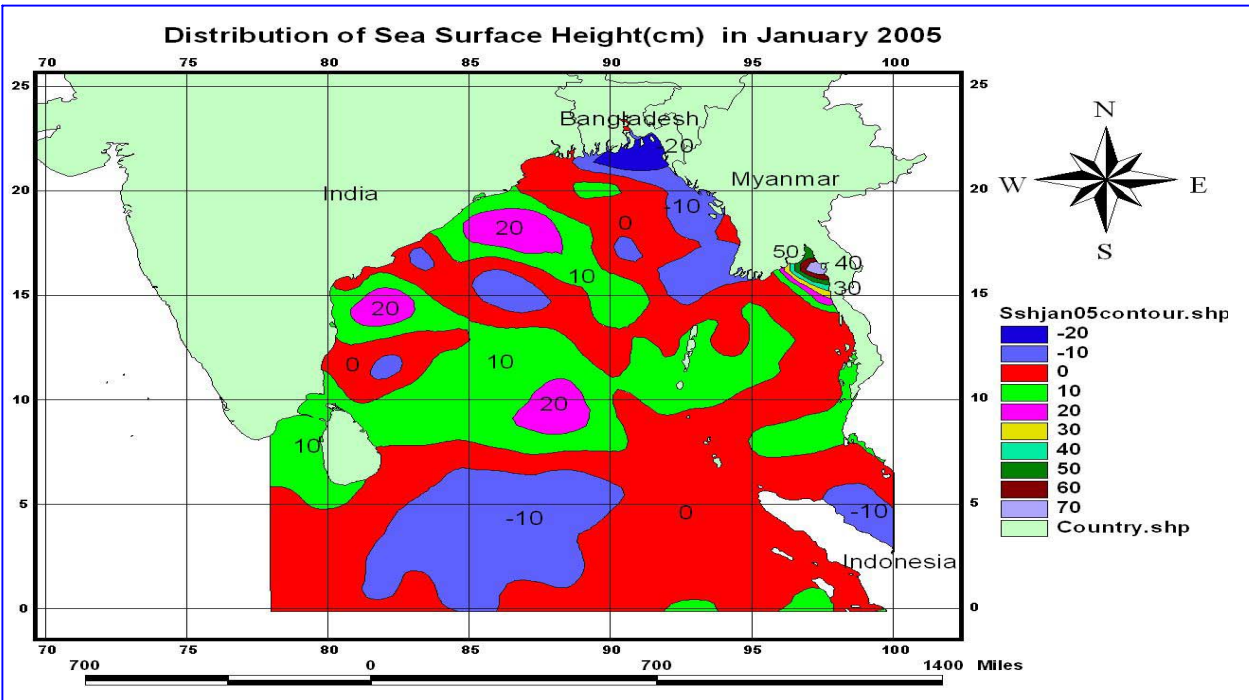 Distribution of Sea Surface Height(cm) in January 2005
70 75 80 85 90 95 100
25 25
Bangladesh
-20
N
India
Myanmar
20 20
W E
-10
20
0
S
50
40
10
30
15 15
20
Sshjan05contour.shp
-20
-10
0
10
0
10
20
10 10
20
30
40
10
50
60
70
5 5
-10
0
-10
Country.shp
Indonesia
0 0
70 75 80 85 90 95 100
700 0 700 1400 Miles